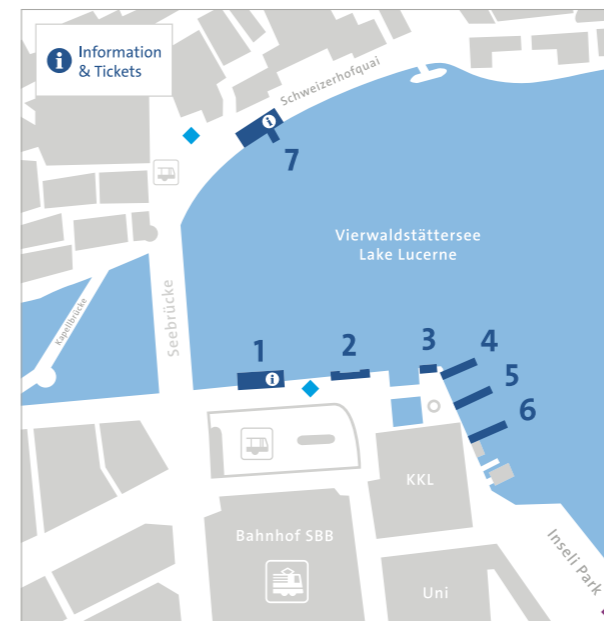 Information
& Tickets
Schweizerhofquai
7
Vierwaldstättersee
Lake Lucerne
Kapellbrücke
Seebrücke
1
2
3
4
5
6
KKL
Bahnhof SBB
Uni
Inseli Park